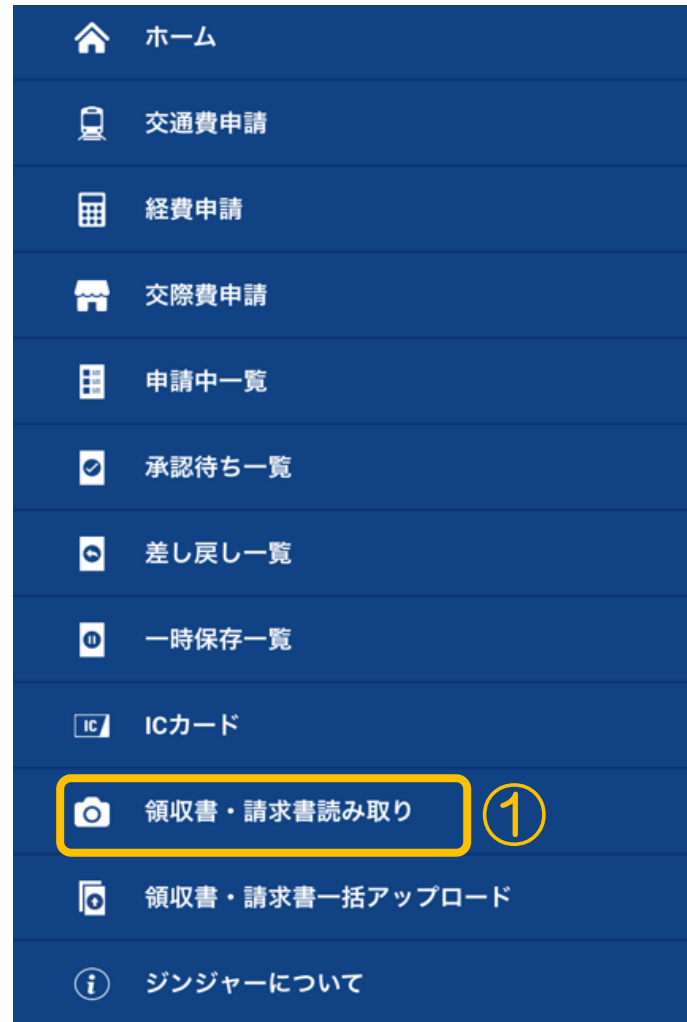 ホーム
交通費申請
経費申請
交際費申請
申請中一覧
承認待ち一覧
差し戻し一覧
一時保存一覧
IC ICカード
領収書・請求書読み取り ①
領収書・請求書一括アップロード
ジンジャーについて